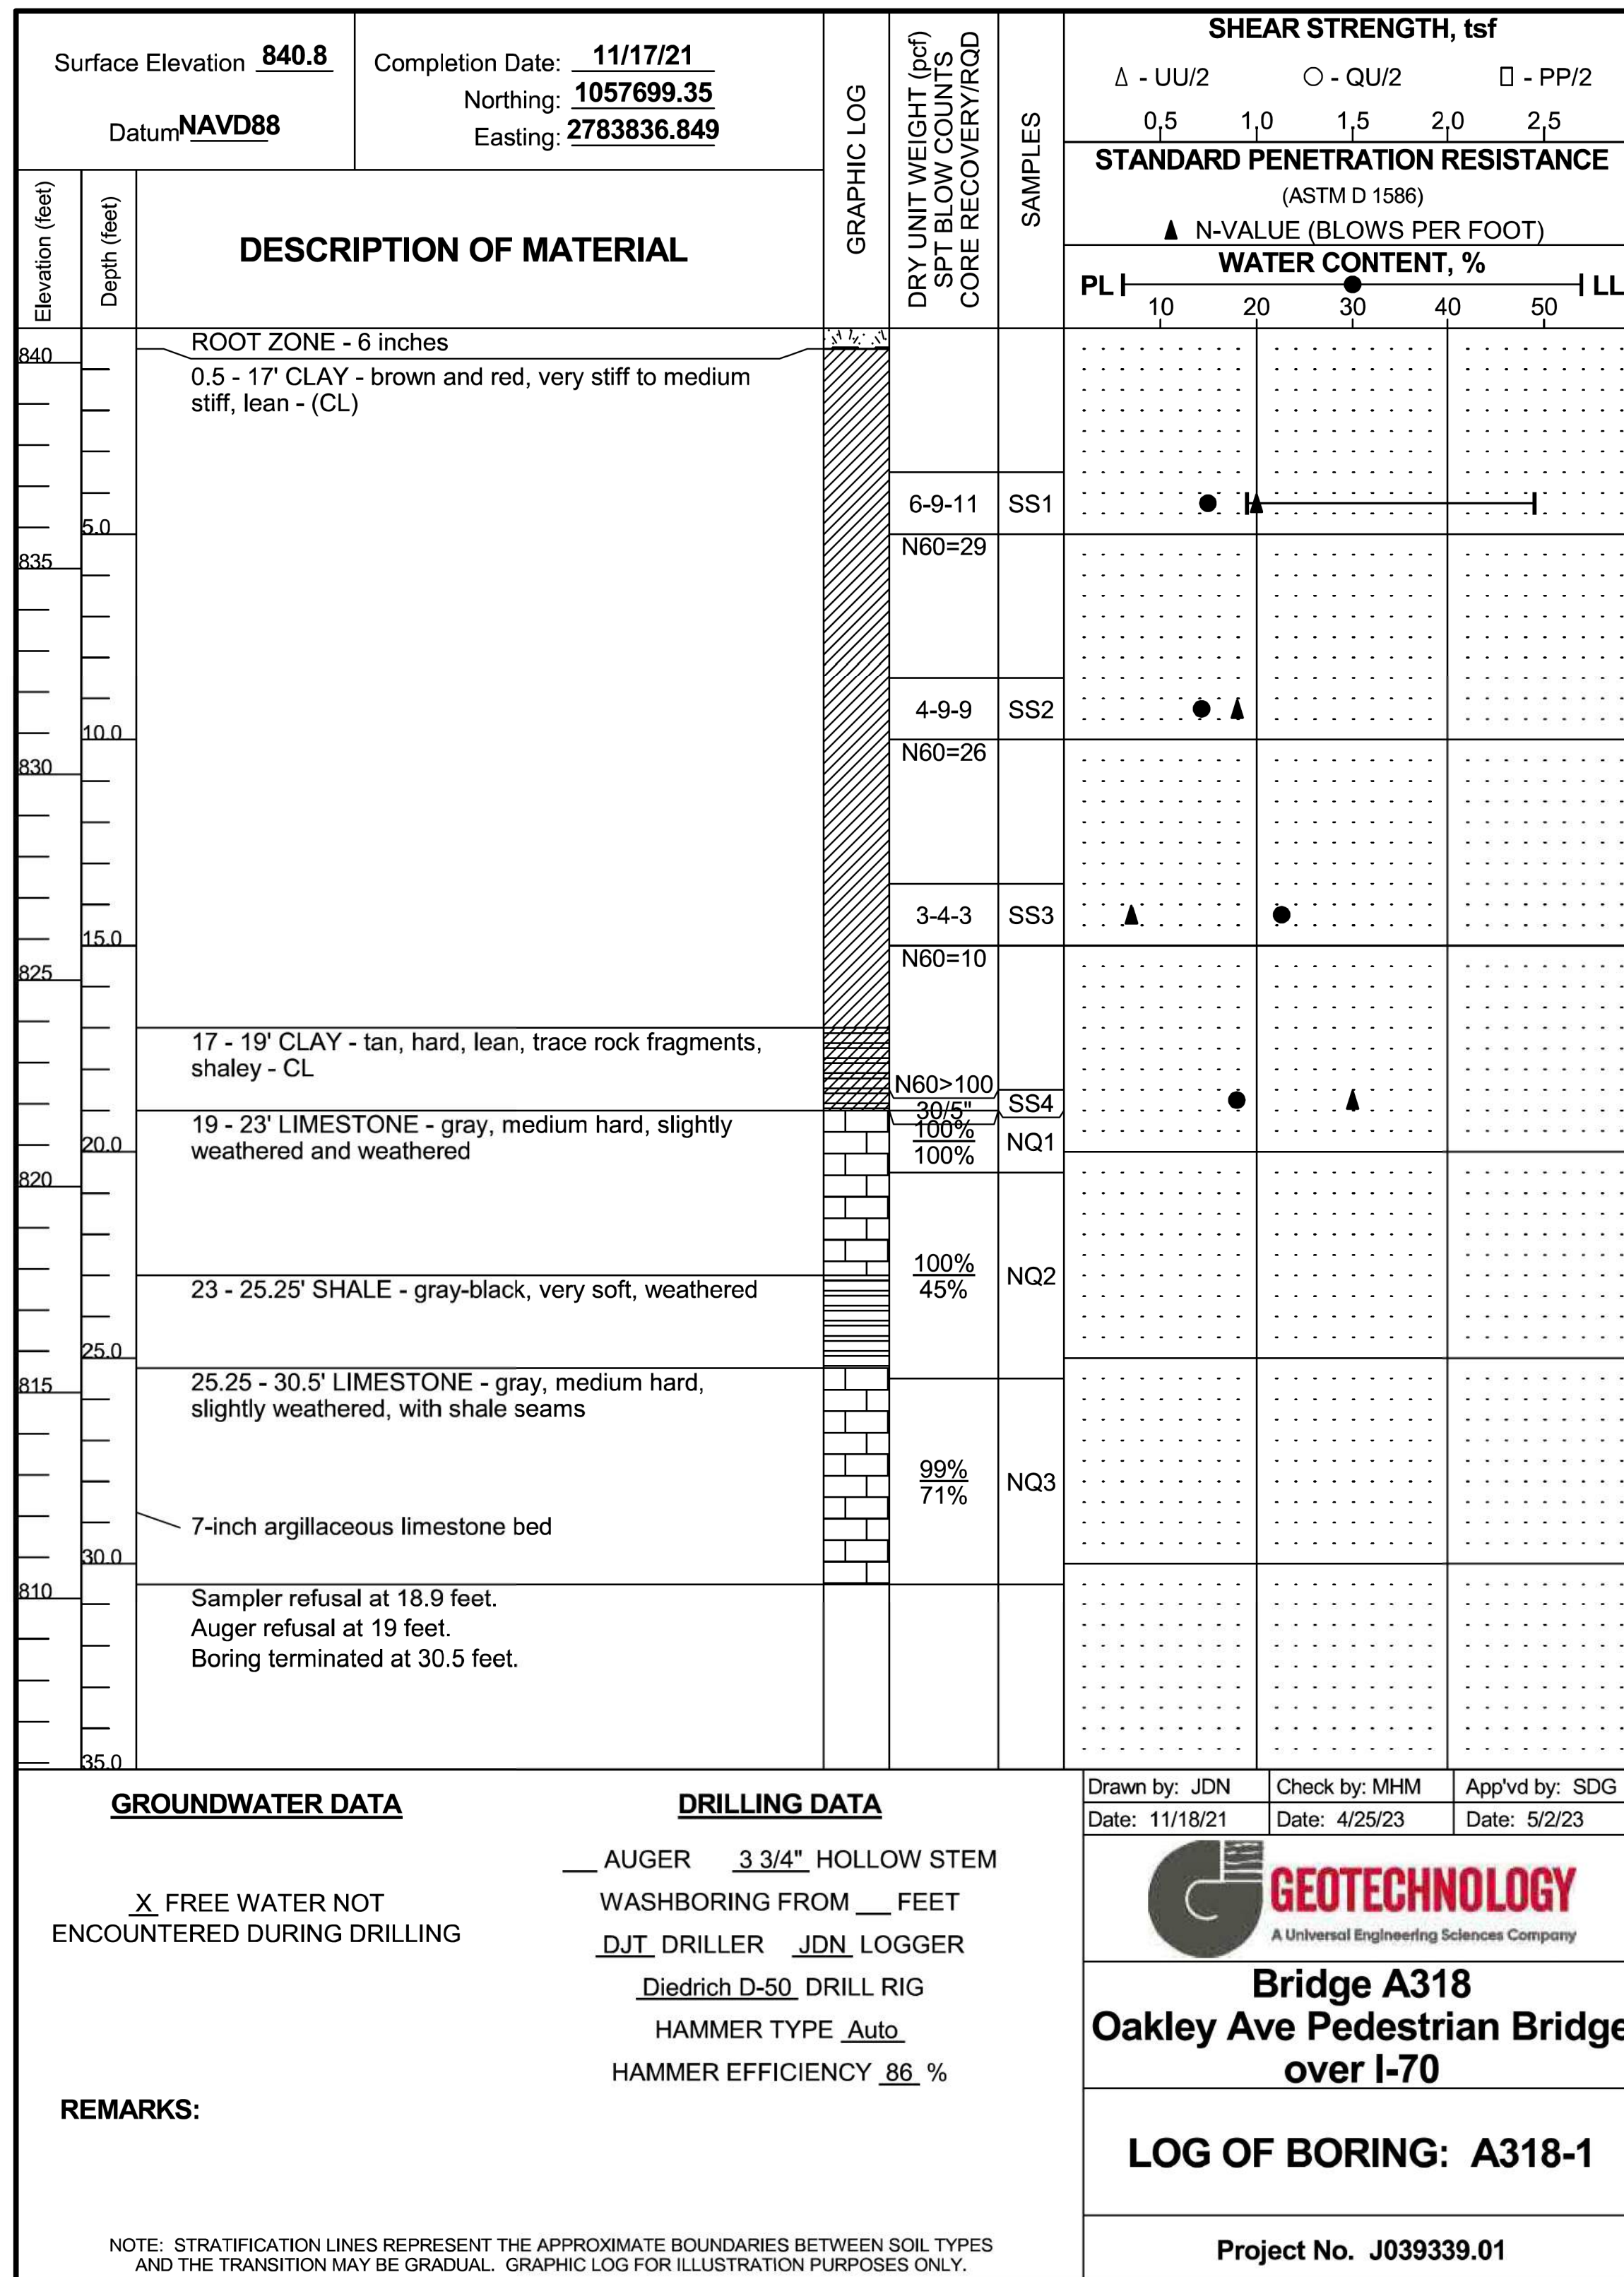 Surface Elevation 840.8
Datum NAVD88
Completion Date: 11/17/21
Northing: 1057699.35
Easting: 2783836.849
GRAPHIC LOG
DRY UNIT WEIGHT (pcf)
SPT BLOW COUNTS
CORE RECOVERY/RQD
SAMPLES
SHEAR STRENGTH, tsf
Δ - UU/2 ○ - QU/2 □ - PP/2
0,5 1,0 1,5 2,0 2,5
STANDARD PENETRATION RESISTANCE
(ASTM D 1586)
▲ N-VALUE (BLOWS PER FOOT)
WATER CONTENT, %
PL LL
10 20 30 40 50
Elevation (feet)
Depth (feet)
DESCRIPTION OF MATERIAL
ROOT ZONE - 6 inches
840
0.5 - 17' CLAY - brown and red, very stiff to medium
stiff, lean - (CL)
6-9-11 SS1
5.0
N60=29
835
4-9-9 SS2
10.0
N60=26
830
3-4-3 SS3
15.0
N60=10
825
17 - 19' CLAY - tan, hard, lean, trace rock fragments,
shaley - CL
N60>100
30/5" SS4
19 - 23' LIMESTONE - gray, medium hard, slightly
weathered and weathered
100%
100%
NQ1
20.0
820
100%
45%
NQ2
23 - 25.25' SHALE - gray-black, very soft, weathered
25.0
815
25.25 - 30.5' LIMESTONE - gray, medium hard,
slightly weathered, with shale seams
99%
71%
NQ3
7-inch argillaceous limestone bed
30.0
810
Sampler refusal at 18.9 feet.
Auger refusal at 19 feet.
Boring terminated at 30.5 feet.
35.0
GROUNDWATER DATA
X FREE WATER NOT
ENCOUNTERED DURING DRILLING
DRILLING DATA
___ AUGER 3 3/4" HOLLOW STEM
WASHBORING FROM ___ FEET
DJT DRILLER JDN LOGGER
Diedrich D-50 DRILL RIG
HAMMER TYPE Auto
HAMMER EFFICIENCY 86 %
REMARKS:
NOTE: STRATIFICATION LINES REPRESENT THE APPROXIMATE BOUNDARIES BETWEEN SOIL TYPES
AND THE TRANSITION MAY BE GRADUAL. GRAPHIC LOG FOR ILLUSTRATION PURPOSES ONLY.
Drawn by: JDN Check by: MHM App'vd by: SDG
Date: 11/18/21 Date: 4/25/23 Date: 5/2/23
GEOTECHNOLOGY
A Universal Engineering Sciences Company
Bridge A318
Oakley Ave Pedestrian Bridge
over I-70
LOG OF BORING: A318-1
Project No. J039339.01